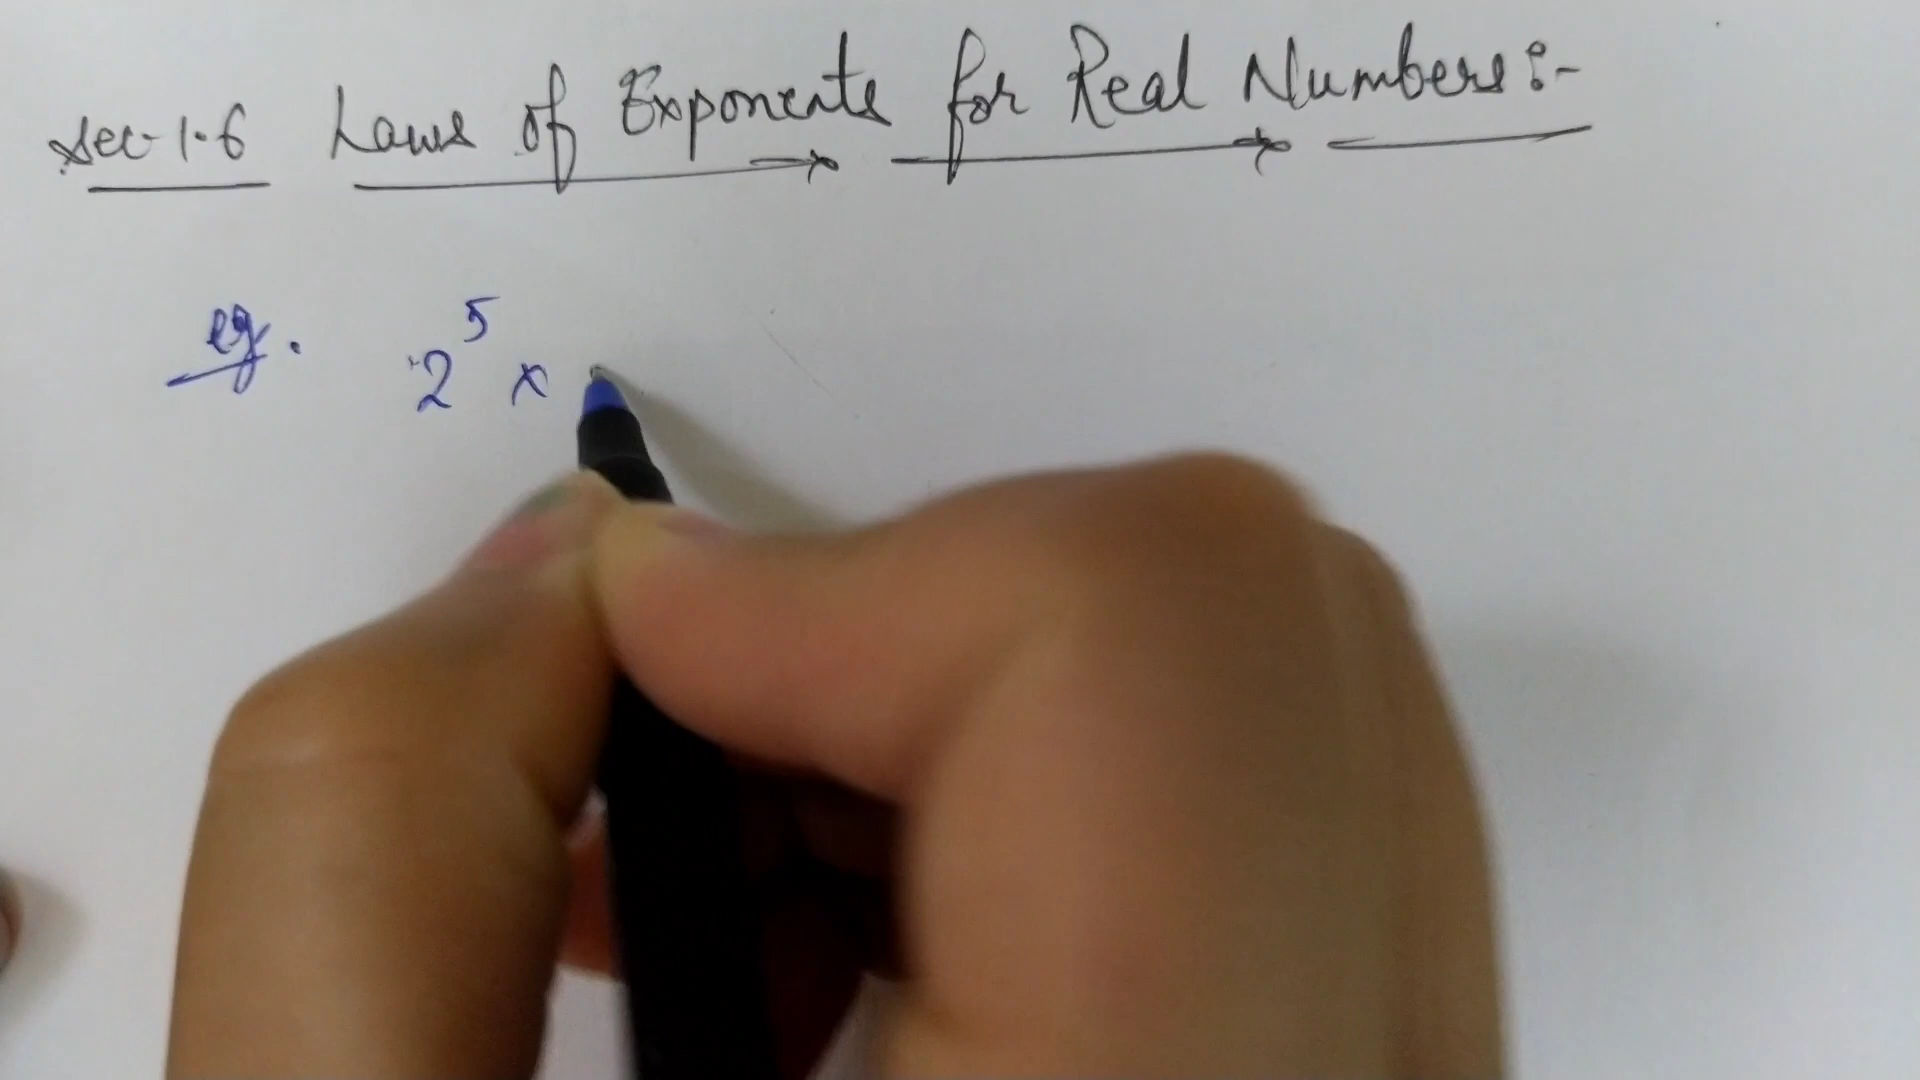 Sec-1.6 Laws of Exponents for Real Numbers:-
eg. 2⁵ x